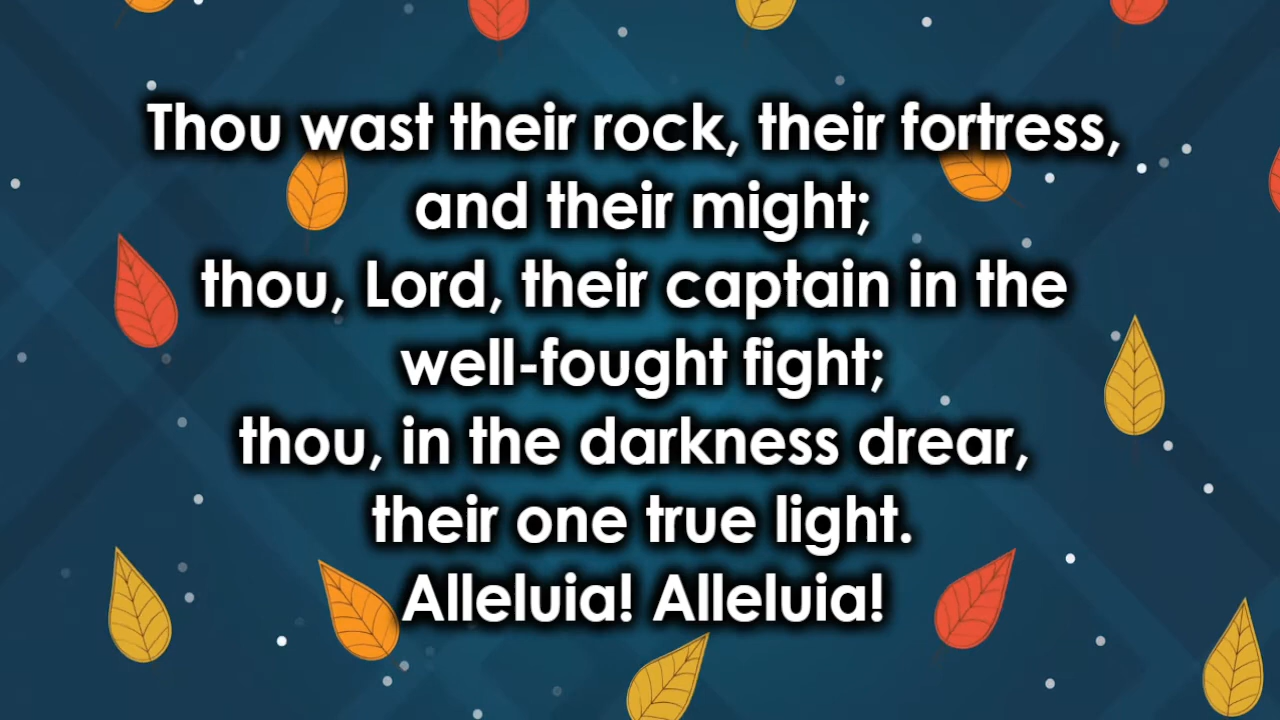 Thou wast their rock, their fortress,
and their might;
thou, Lord, their captain in the
well-fought fight;
thou, in the darkness drear,
their one true light.
Alleluia! Alleluia!